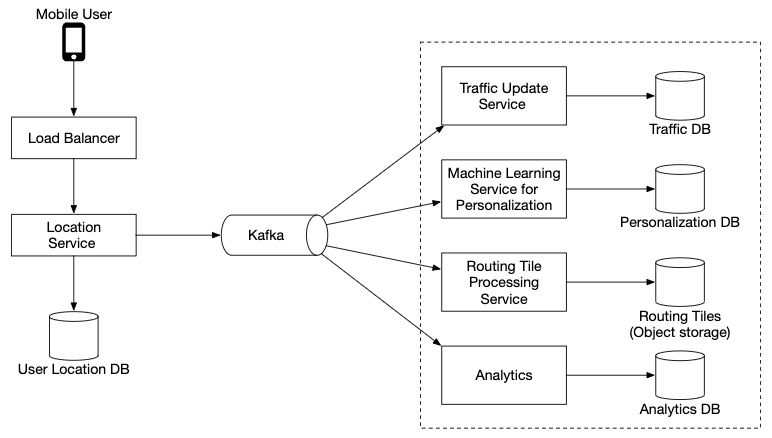 Mobile User
Load Balancer
Location
Service
User Location DB
Kafka
Traffic Update
Service
Traffic DB
Machine Learning
Service for
Personalization
Personalization DB
Routing Tile
Processing
Service
Routing Tiles
(Object storage)
Analytics
Analytics DB